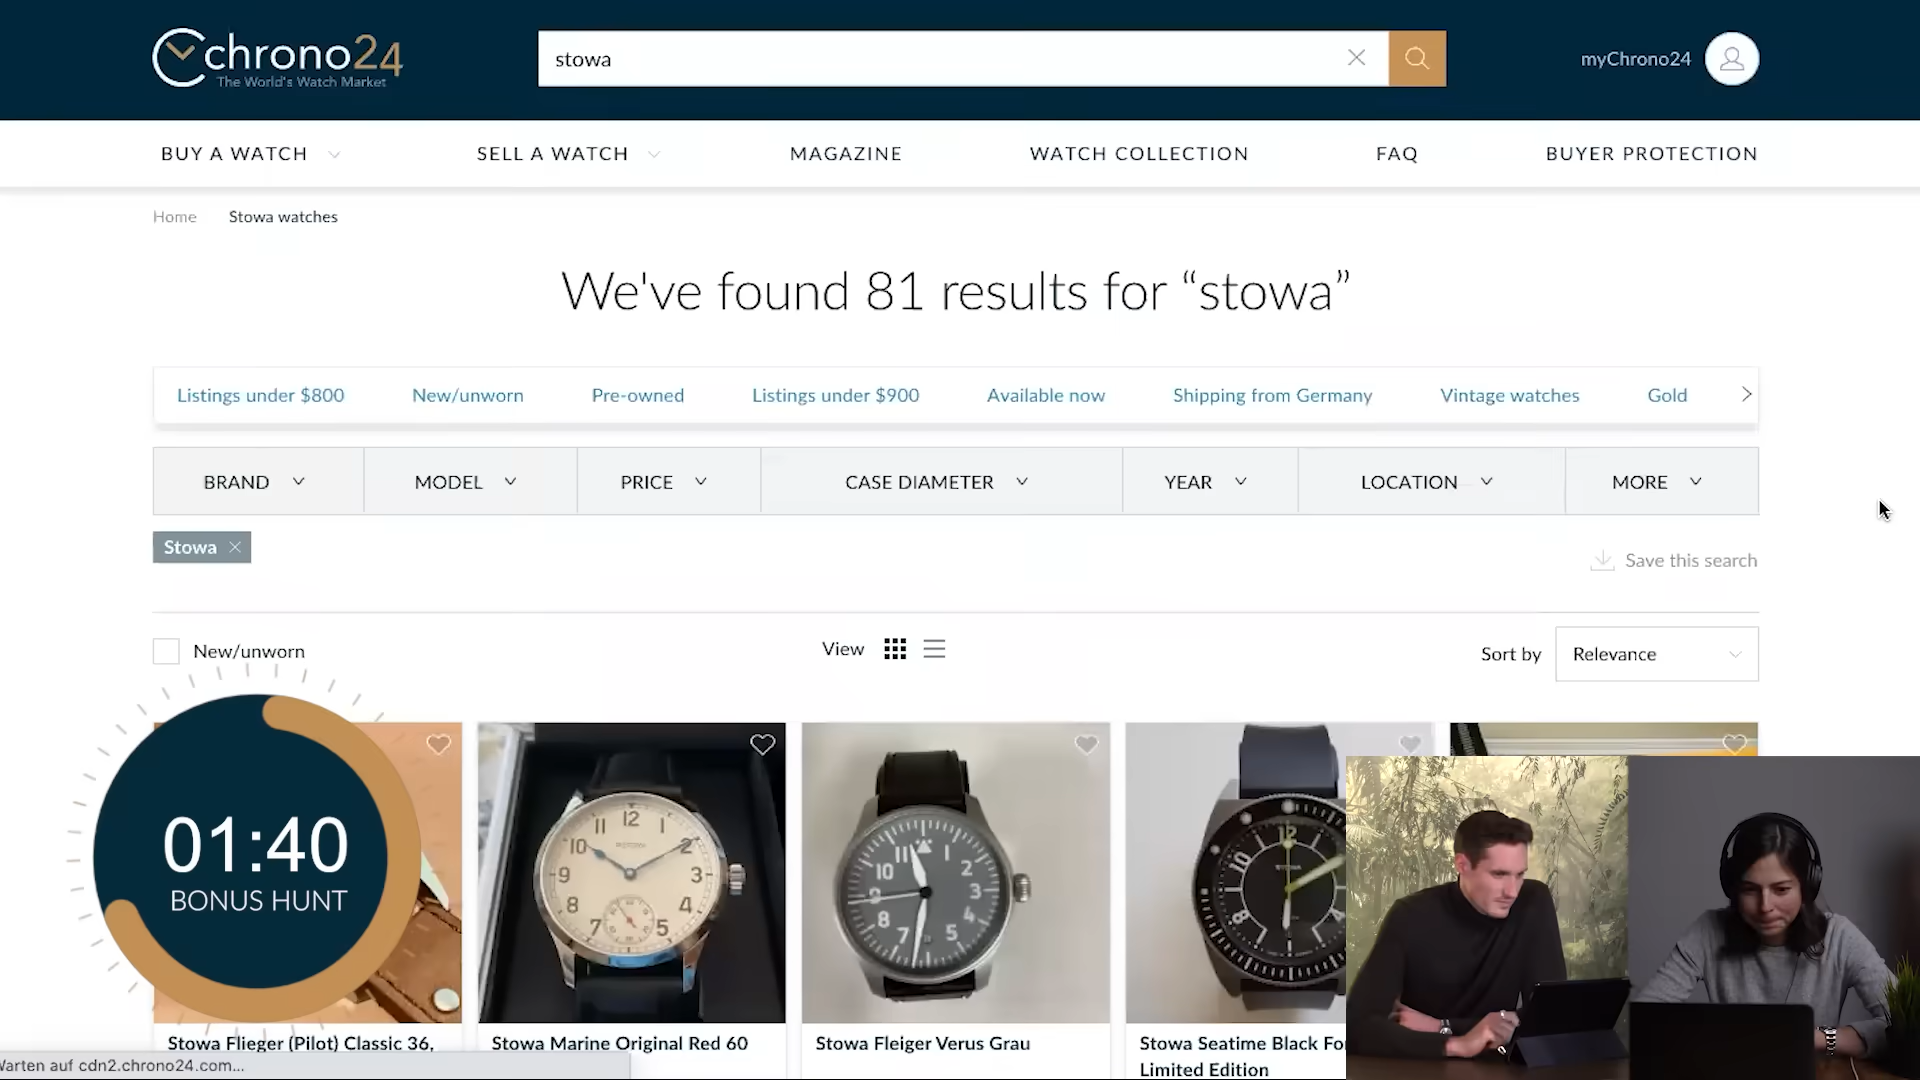 chrono24
The World's Watch Market
stowa
myChrono24
BUY A WATCH
SELL A WATCH
MAGAZINE
WATCH COLLECTION
FAQ
BUYER PROTECTION
Home
Stowa watches
We've found 81 results for “stowa”
Listings under $800
New/unworn
Pre-owned
Listings under $900
Available now
Shipping from Germany
Vintage watches
Gold
BRAND
MODEL
PRICE
CASE DIAMETER
YEAR
LOCATION
MORE
Stowa
Save this search
New/unworn
View
Sort by
Relevance
01:40
BONUS HUNT
Stowa Flieger (Pilot) Classic 36,
Stowa Marine Original Red 60
Stowa Fleiger Verus Grau
Stowa Seatime Black Fo
Limited Edition
Warten auf cdn2.chrono24.com...